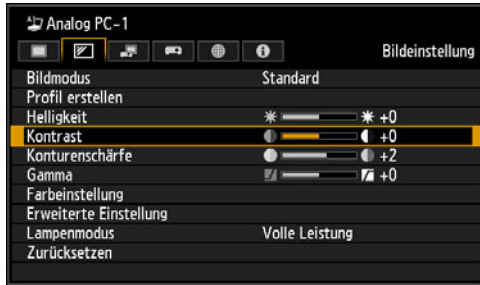 Analog PC-1
Bildeinstellung
Bildmodus Standard
Profil erstellen
Helligkeit +0
Kontrast +0
Konturenschärfe +2
Gamma +0
Farbeinstellung
Erweiterte Einstellung
Lampenmodus Volle Leistung
Zurücksetzen